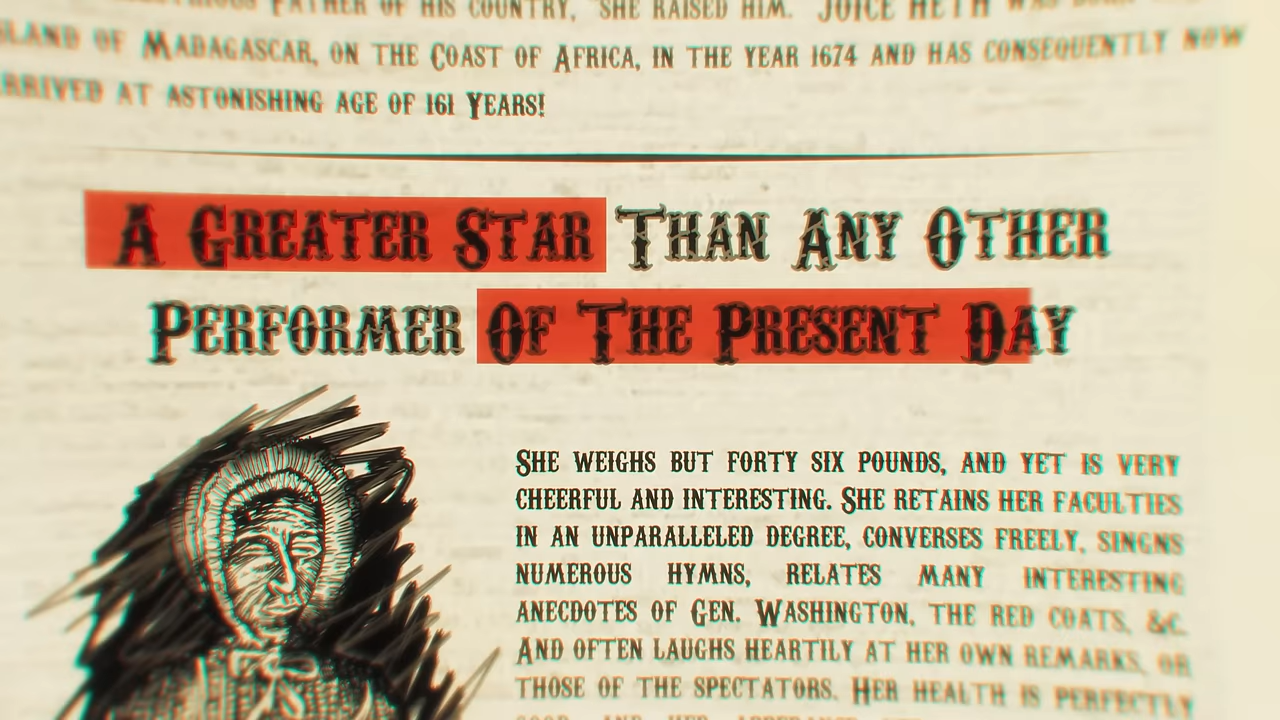 FATHER OF HIS COUNTRY, SHE RAISED HIM. JOICE HETH WAS
LAND OF MADAGASCAR, ON THE COAST OF AFRICA, IN THE YEAR 1674 AND HAS CONSEQUENTLY NOW
RRIVED AT ASTONISHING AGE OF 161 YEARS!
A GREATER STAR THAN ANY OTHER
PERFORMER OF THE PRESENT DAY
SHE WEIGHS BUT FORTY SIX POUNDS, AND YET IS VERY
CHEERFUL AND INTERESTING. SHE RETAINS HER FACULTIES
IN AN UNPARALLELED DEGREE, CONVERSES FREELY, SINGNS
NUMEROUS HYMNS, RELATES MANY INTERESTING
ANECDOTES OF GEN. WASHINGTON, THE RED COATS, &C.
AND OFTEN LAUGHS HEARTILY AT HER OWN REMARKS, OR
THOSE OF THE SPECTATORS. HER HEALTH IS PERFECTLY